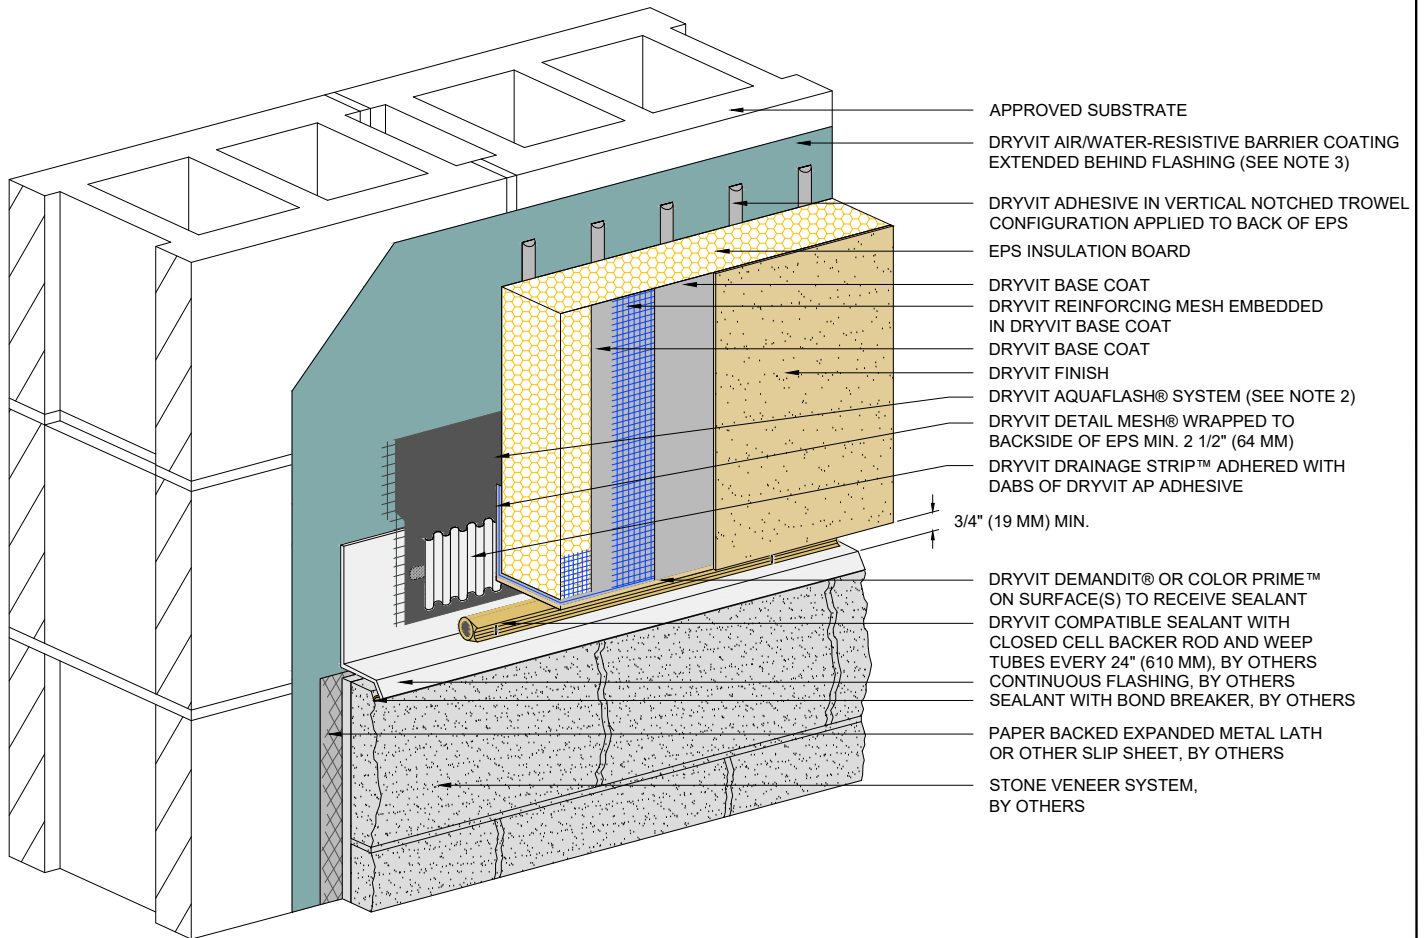 APPROVED SUBSTRATE
DRYVIT AIR/WATER-RESISTIVE BARRIER COATING
EXTENDED BEHIND FLASHING (SEE NOTE 3)
DRYVIT ADHESIVE IN VERTICAL NOTCHED TROWEL
CONFIGURATION APPLIED TO BACK OF EPS
EPS INSULATION BOARD
DRYVIT BASE COAT
DRYVIT REINFORCING MESH EMBEDDED
IN DRYVIT BASE COAT
DRYVIT BASE COAT
DRYVIT FINISH
DRYVIT AQUAFLASH® SYSTEM (SEE NOTE 2)
DRYVIT DETAIL MESH® WRAPPED TO
BACKSIDE OF EPS MIN. 2 1/2" (64 MM)
DRYVIT DRAINAGE STRIP™ ADHERED WITH
DABS OF DRYVIT AP ADHESIVE
3/4" (19 MM) MIN.
DRYVIT DEMANDIT® OR COLOR PRIME™
ON SURFACE(S) TO RECEIVE SEALANT
DRYVIT COMPATIBLE SEALANT WITH
CLOSED CELL BACKER ROD AND WEEP
TUBES EVERY 24" (610 MM), BY OTHERS
CONTINUOUS FLASHING, BY OTHERS
SEALANT WITH BOND BREAKER, BY OTHERS
PAPER BACKED EXPANDED METAL LATH
OR OTHER SLIP SHEET, BY OTHERS
STONE VENEER SYSTEM,
BY OTHERS